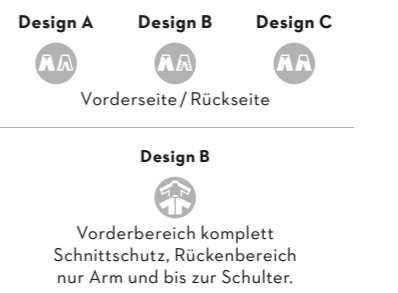 Design A Design B Design C
Vorderseite / Rückseite
Design B
Vorderbereich komplett
Schnittschutz, Rückenbereich
nur Arm und bis zur Schulter.